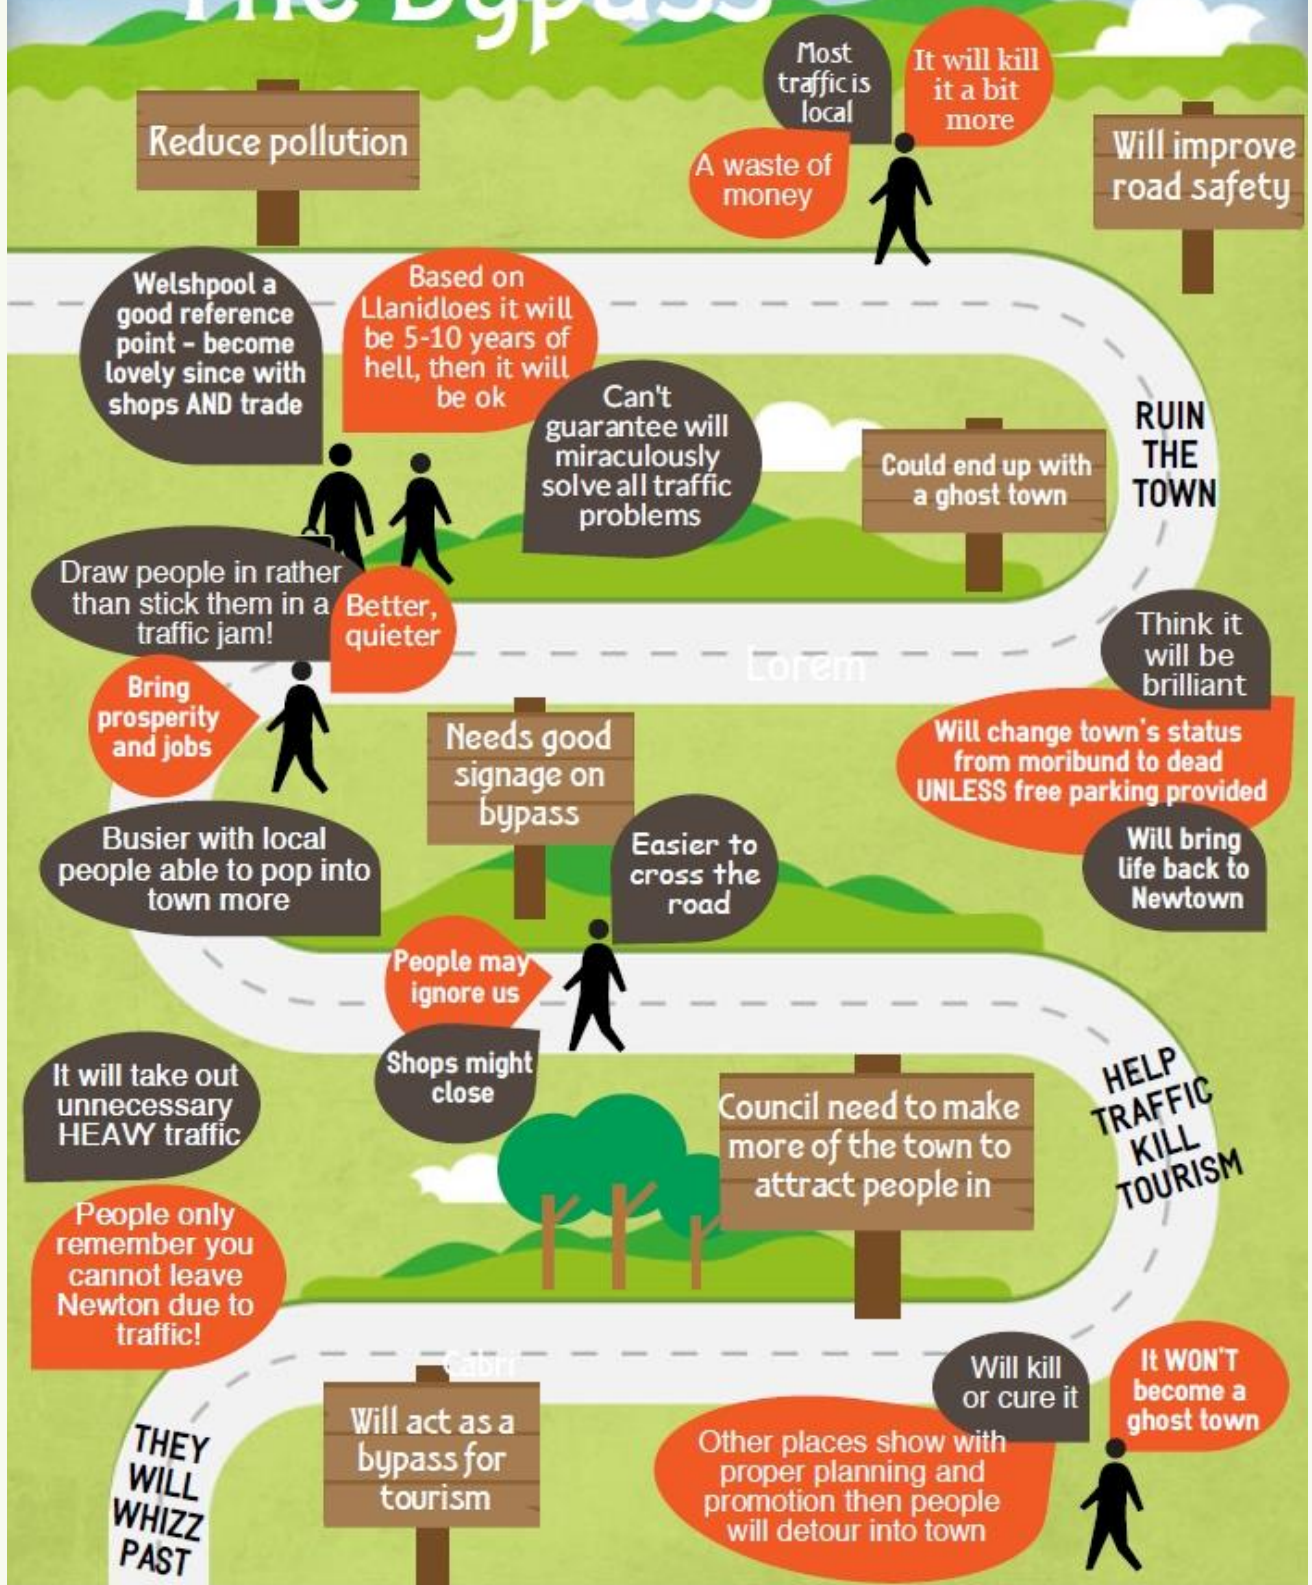 The Bypass
Most
traffic is
local
It will kill
it a bit
more
Reduce pollution
A waste of
money
Will improve
road safety
Welshpool a
good reference
point - become
lovely since with
shops AND trade
Based on
Llanidloes it will
be 5-10 years of
hell, then it will
be ok
Can't
guarantee will
miraculously
solve all traffic
problems
Could end up with
a ghost town
RUIN
THE
TOWN
Draw people in rather
than stick them in a
traffic jam!
Better,
quieter
Lorem
Think it
will be
brilliant
Bring
prosperity
and jobs
Needs good
signage on
bypass
Will change town's status
from moribund to dead
UNLESS free parking provided
Busier with local
people able to pop into
town more
Easier to
cross the
road
Will bring
life back to
Newtown
People may
ignore us
Shops might
close
It will take out
unnecessary
HEAVY traffic
Council need to make
more of the town to
attract people in
HELP
TRAFFIC
KILL
TOURISM
People only
remember you
cannot leave
Newton due to
traffic!
Cabri
Will act as a
bypass for
tourism
Will kill
or cure it
It WON'T
become a
ghost town
Other places show with
proper planning and
promotion then people
will detour into town
THEY
WILL
WHIZZ
PAST